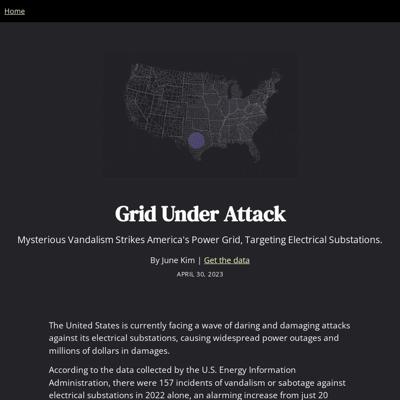 Home
Grid Under Attack
Mysterious Vandalism Strikes America's Power Grid, Targeting Electrical Substations.
By June Kim | Get the data
APRIL 30, 2023
The United States is currently facing a wave of daring and damaging attacks
against its electrical substations, causing widespread power outages and
millions of dollars in damages.
According to the data collected by the U.S. Energy Information
Administration, there were 157 incidents of vandalism or sabotage against
electrical substations in 2022 alone, an alarming increase from just 20